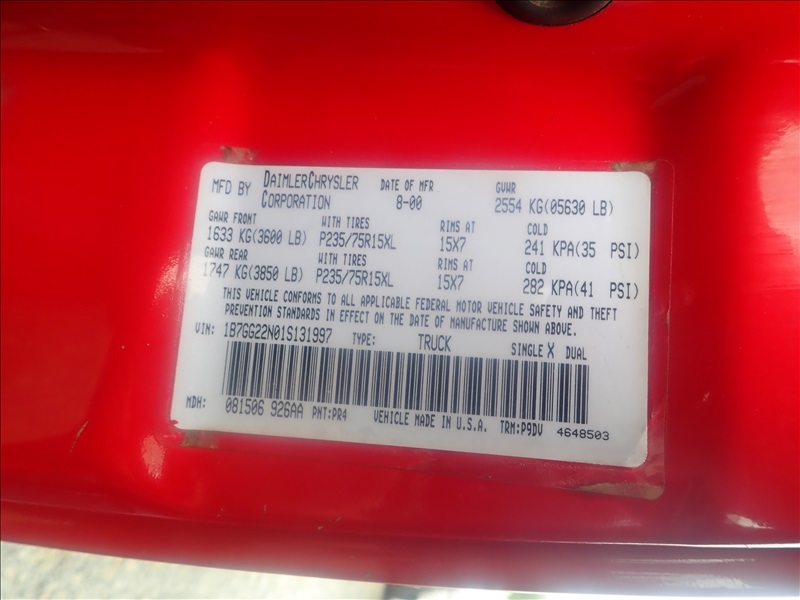 MFD BY DAIMLERCHRYSLER CORPORATION DATE OF MFR 8-00 GVWR 2554 KG(05630 LB)
GAWR FRONT WITH TIRES RIMS AT COLD
1633 KG(3600 LB) P235/75R15XL 15X7 241 KPA(35 PSI)
GAWR REAR WITH TIRES RIMS AT COLD
1747 KG(3850 LB) P235/75R15XL 15X7 282 KPA(41 PSI)
THIS VEHICLE CONFORMS TO ALL APPLICABLE FEDERAL MOTOR VEHICLE SAFETY AND THEFT
PREVENTION STANDARDS IN EFFECT ON THE DATE OF MANUFACTURE SHOWN ABOVE.
VIN: 1B7GG22N01S131997 TYPE: TRUCK SINGLE X DUAL
MDH: 081506 926AA PNT:PR4 VEHICLE MADE IN U.S.A. TRM:P9DV 4648503